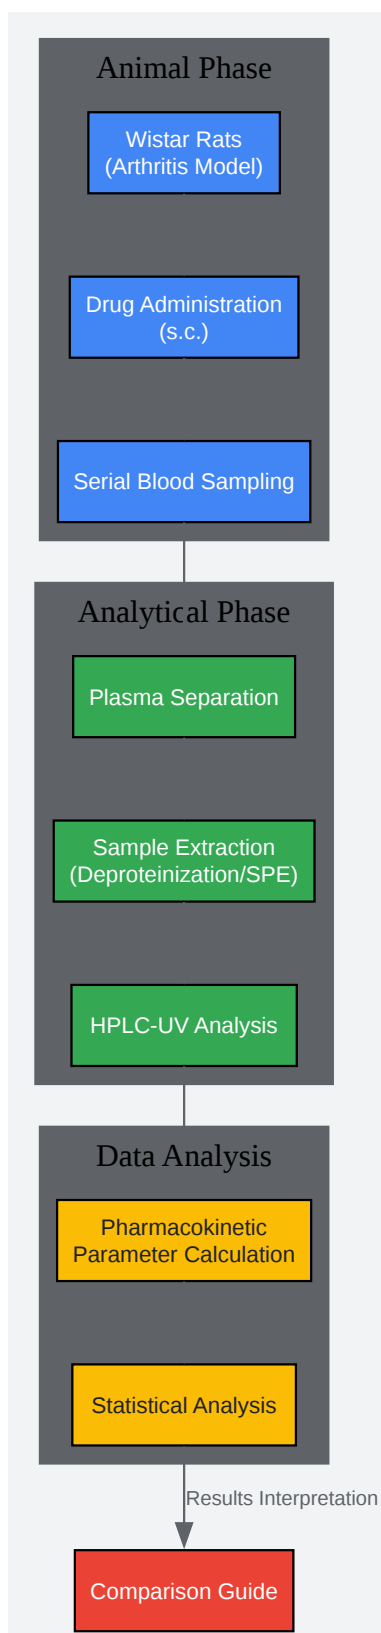 Animal Phase
Wistar Rats
(Arthritis Model)
Drug Administration
(s.c.)
Serial Blood Sampling
Analytical Phase
Plasma Separation
Sample Extraction
(Deproteinization/SPE)
HPLC-UV Analysis
Data Analysis
Pharmacokinetic
Parameter Calculation
Statistical Analysis
Results Interpretation
Comparison Guide